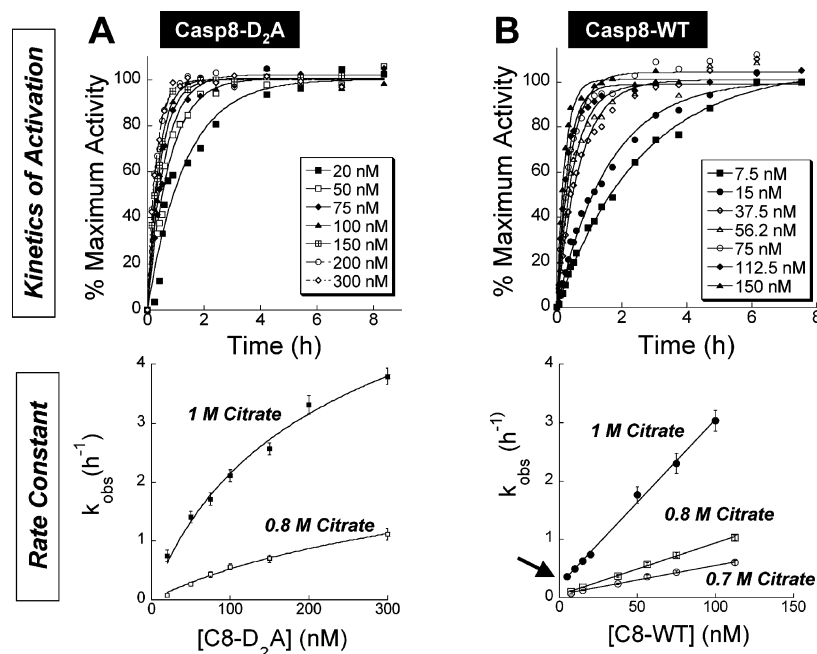 A
Casp8-D2A
B
Casp8-WT
Kinetics of Activation
% Maximum Activity
100
80
60
40
20
0
20 nM
50 nM
75 nM
100 nM
150 nM
200 nM
300 nM
0 2 4 6 8
Time (h)
% Maximum Activity
100
80
60
40
20
0
7.5 nM
15 nM
37.5 nM
56.2 nM
75 nM
112.5 nM
150 nM
0 2 4 6 8
Time (h)
Rate Constant
kobs (h-1)
4
3
2
1
0
1 M Citrate
0.8 M Citrate
0 100 200 300
[C8-D2A] (nM)
kobs (h-1)
4
3
2
1
0
1 M Citrate
0.8 M Citrate
0.7 M Citrate
0 50 100 150
[C8-WT] (nM)